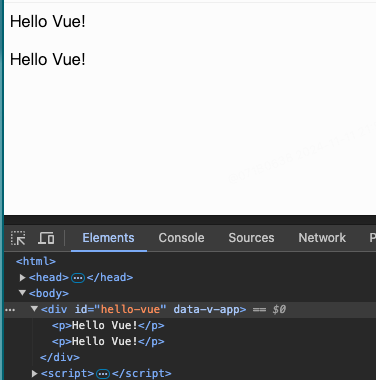 Hello Vue!
Hello Vue!
Elements Console Sources Network
<html>
<head>…</head>
<body>
… <div id="hello-vue" data-v-app> == $0
<p>Hello Vue!</p>
<p>Hello Vue!</p>
</div>
<script>…</script>